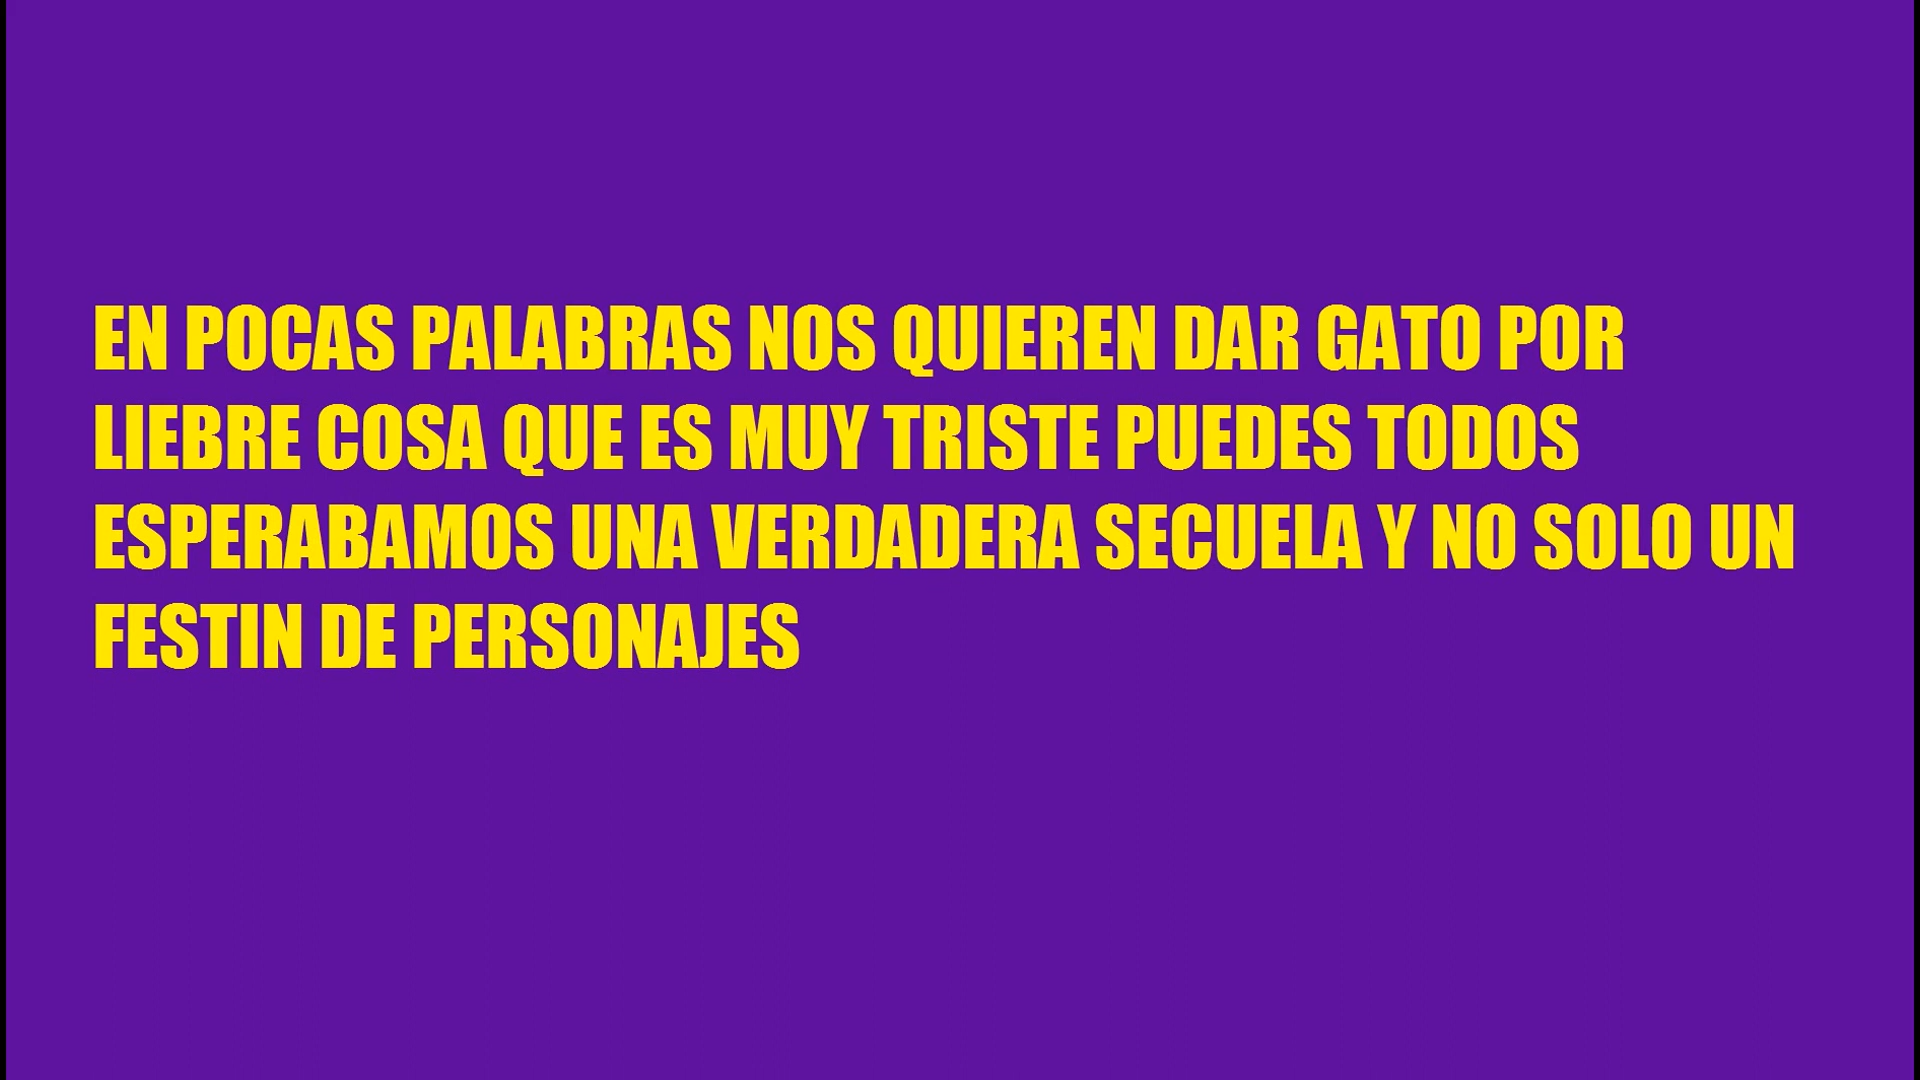 EN POCAS PALABRAS NOS QUIEREN DAR GATO POR
LIEBRE COSA QUE ES MUY TRISTE PUEDES TODOS
ESPERABAMOS UNA VERDADERA SECUELA Y NO SOLO UN
FESTIN DE PERSONAJES